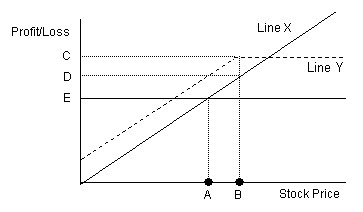 Line X
Profit/Loss
C
Line Y
D
E
A
B
Stock Price